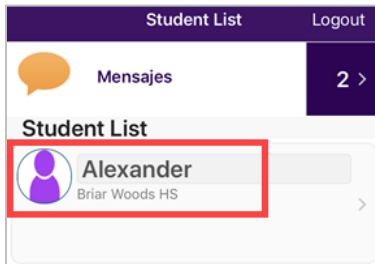 Student List Logout
Mensajes 2 >
Student List
Alexander
Briar Woods HS